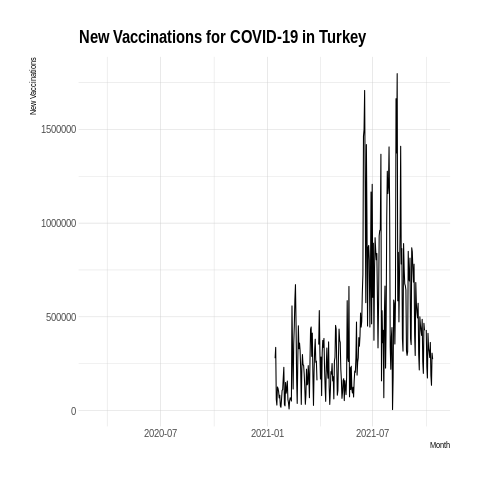 New Vaccinations for COVID-19 in Turkey
New Vaccinations
1500000
1000000
500000
0
2020-07
2021-01
2021-07
Month